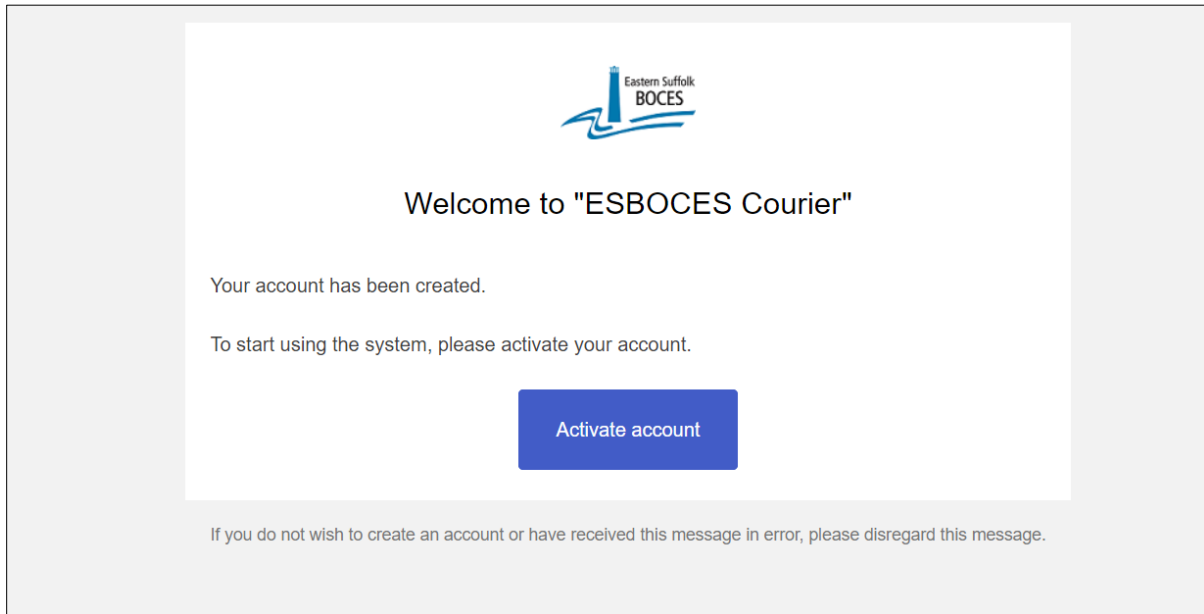 Eastern Suffolk
BOCES
Welcome to "ESBOCES Courier"
Your account has been created.
To start using the system, please activate your account.
Activate account
If you do not wish to create an account or have received this message in error, please disregard this message.